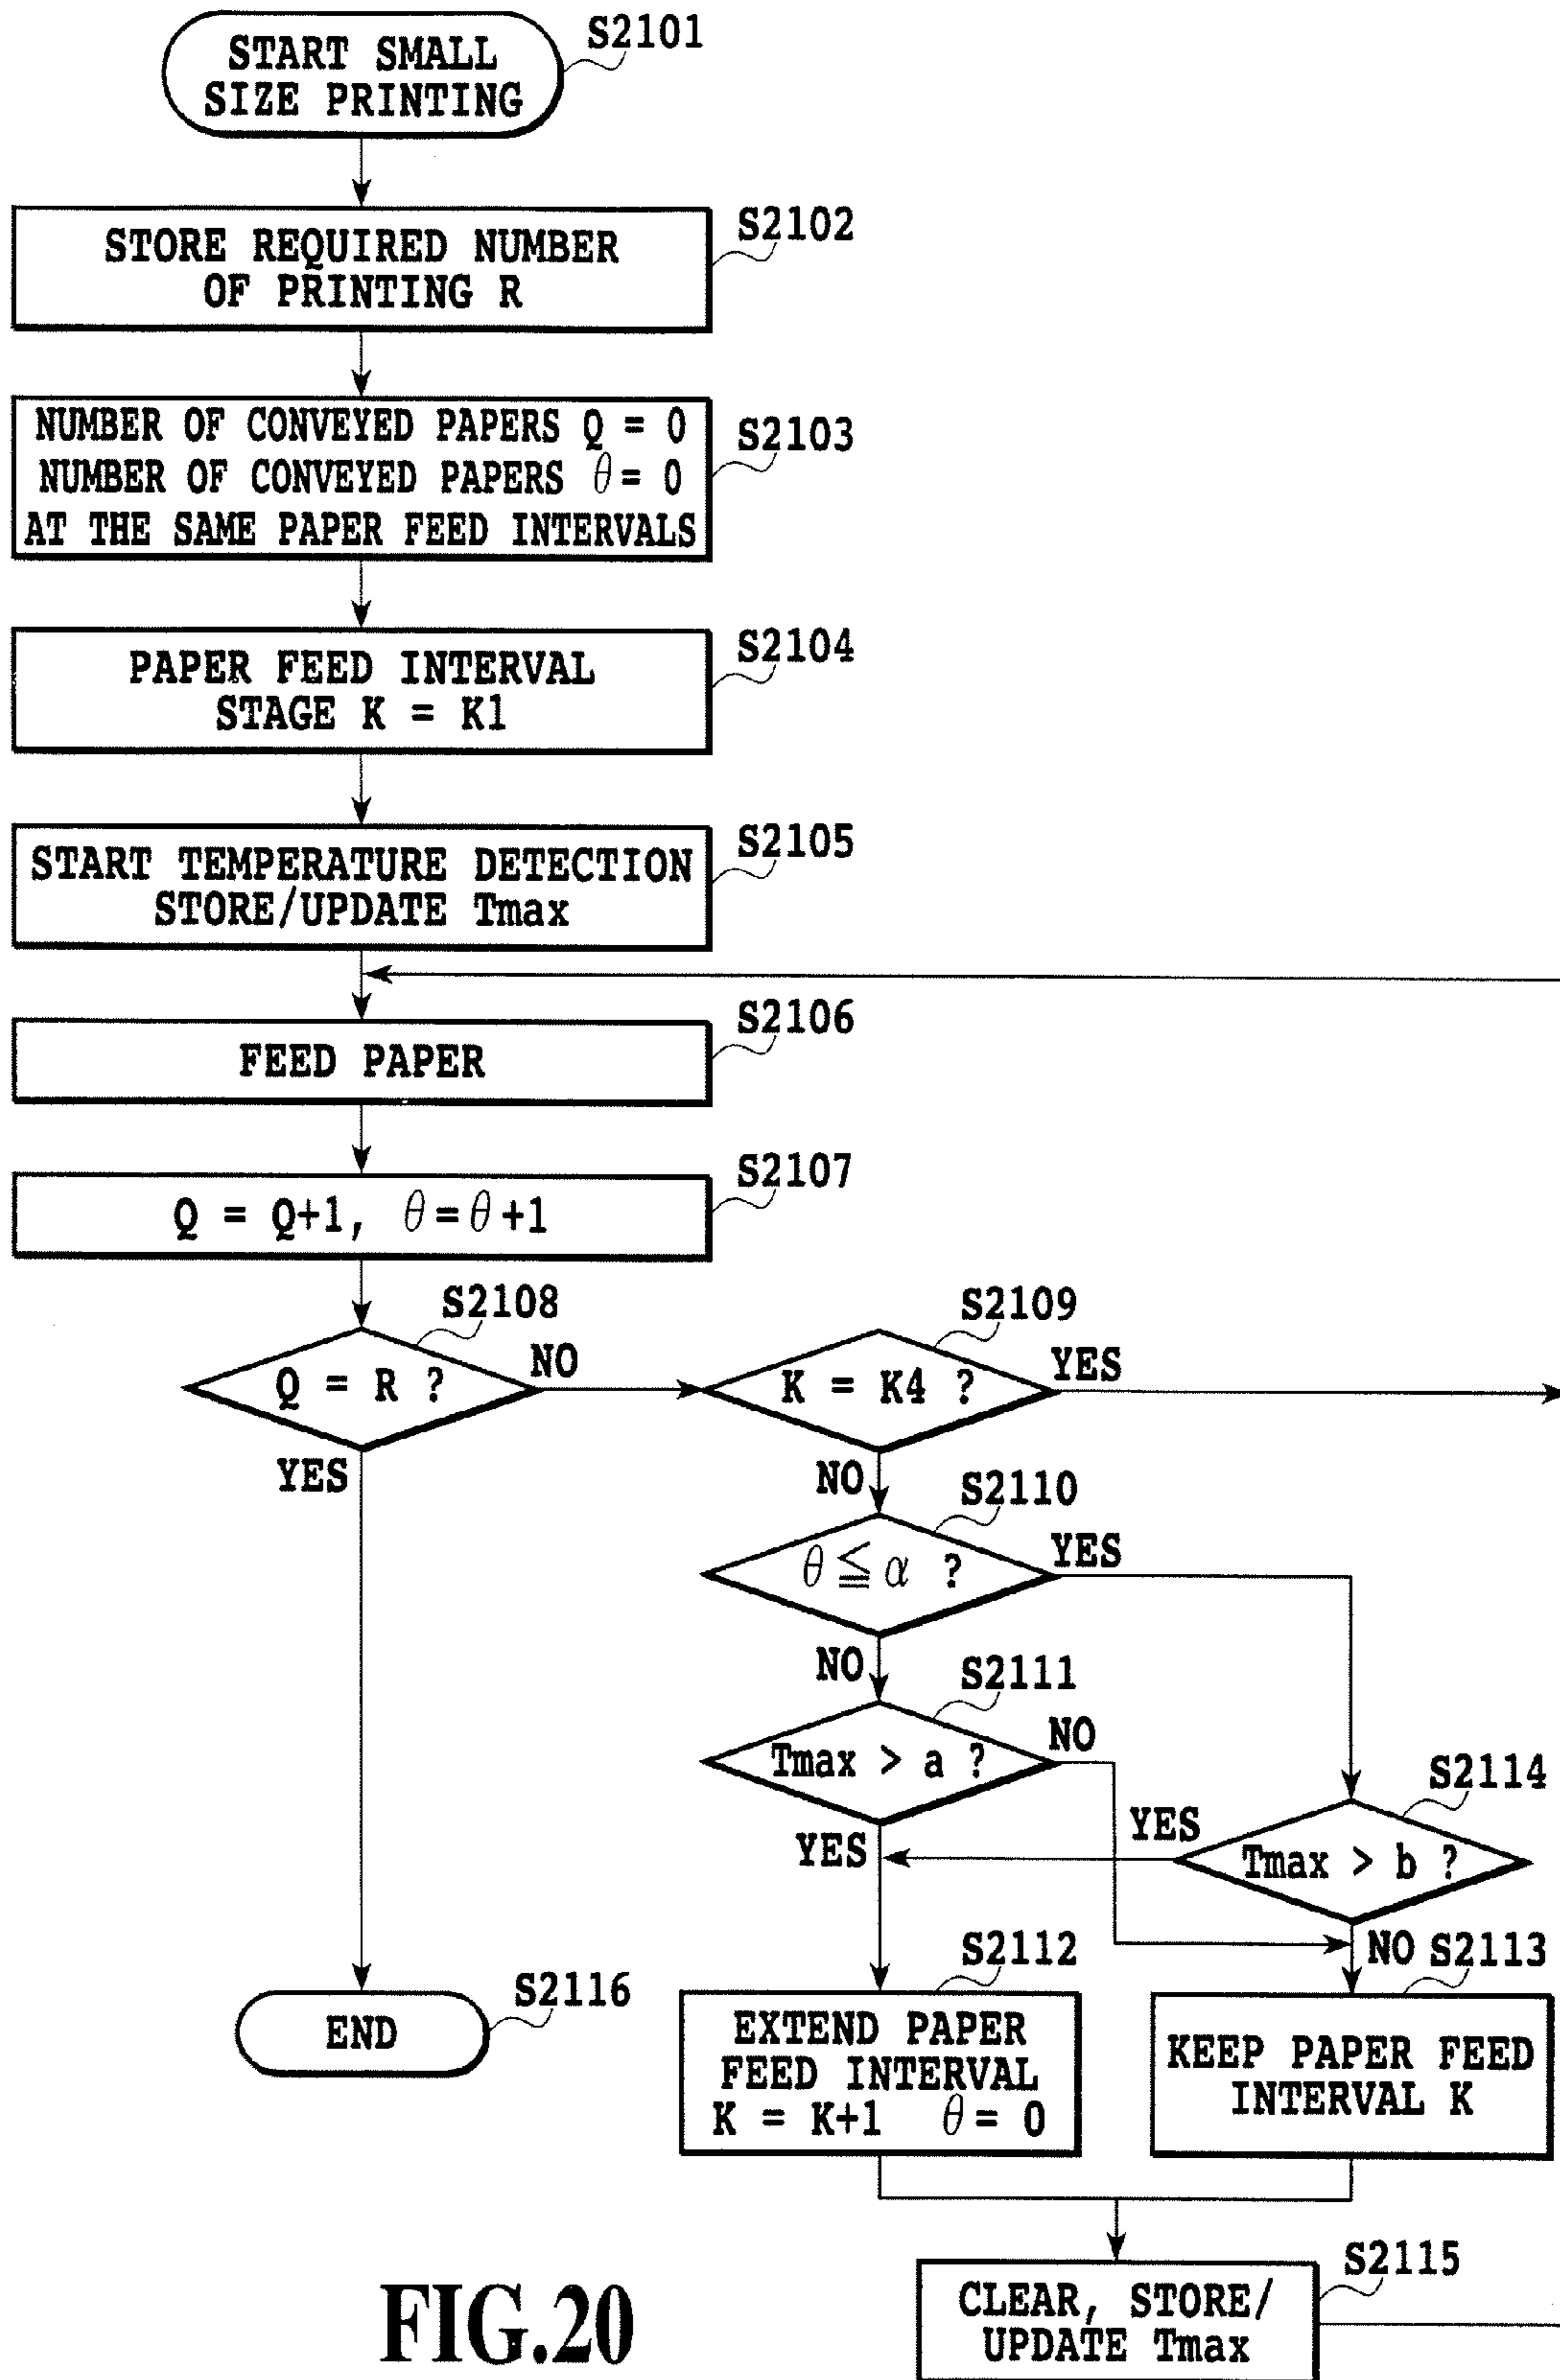 START SMALL
SIZE PRINTING
S2101
STORE REQUIRED NUMBER
OF PRINTING R
S2102
NUMBER OF CONVEYED PAPERS Q = 0
NUMBER OF CONVEYED PAPERS θ = 0
AT THE SAME PAPER FEED INTERVALS
S2103
PAPER FEED INTERVAL
STAGE K = K1
S2104
START TEMPERATURE DETECTION
STORE/UPDATE Tmax
S2105
FEED PAPER
S2106
Q = Q+1, θ = θ +1
S2107
Q = R ?
S2108
NO
YES
K = K4 ?
S2109
YES
NO
θ ≦ α ?
S2110
YES
NO
Tmax > a ?
S2111
NO
YES
Tmax > b ?
S2114
YES
NO
EXTEND PAPER
FEED INTERVAL
K = K+1 θ = 0
S2112
KEEP PAPER FEED
INTERVAL K
S2113
END
S2116
CLEAR, STORE/
UPDATE Tmax
S2115
FIG.20